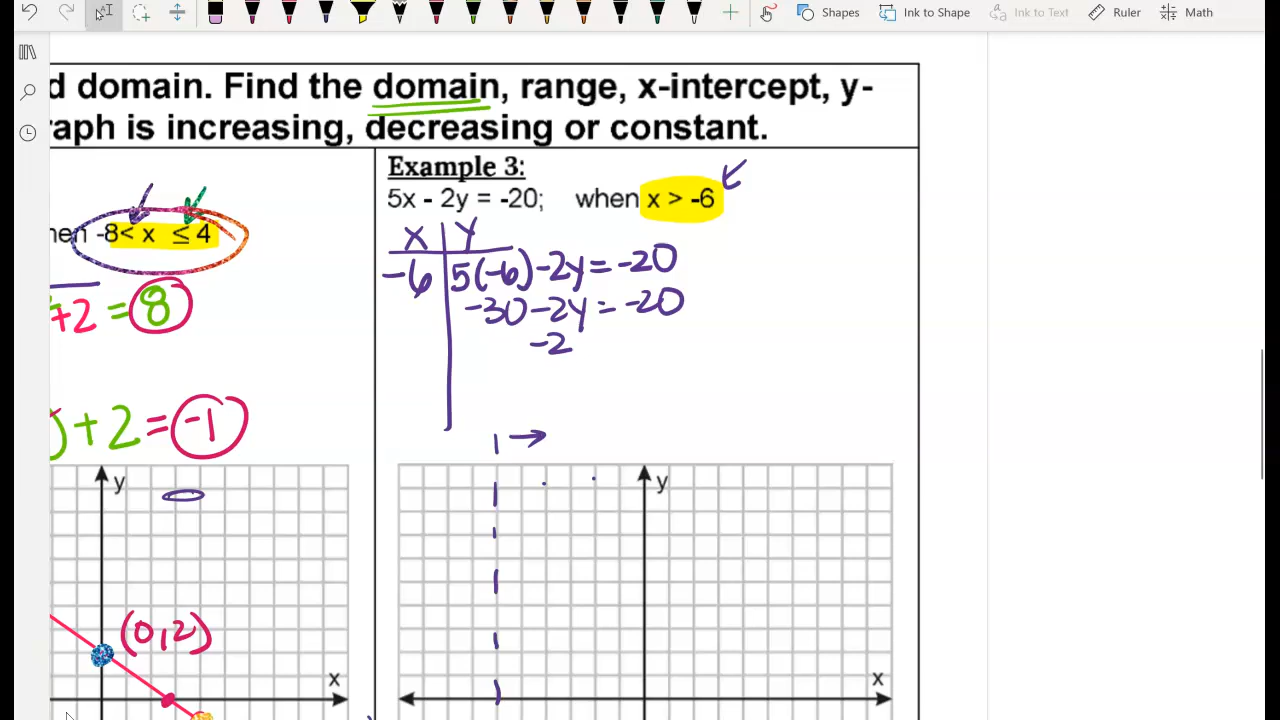 Shapes Ink to Shape Ink to Text Ruler Math
d domain. Find the domain, range, x-intercept, y-
raph is increasing, decreasing or constant.
Example 3:
5x - 2y = -20; when x > -6
en -8< x ≤ 4
x y
-6 5(-6) -2y = -20
+2 = 8
-30 -2y = -20
-2
) + 2 = -1
y
y
(0,2)
x
x